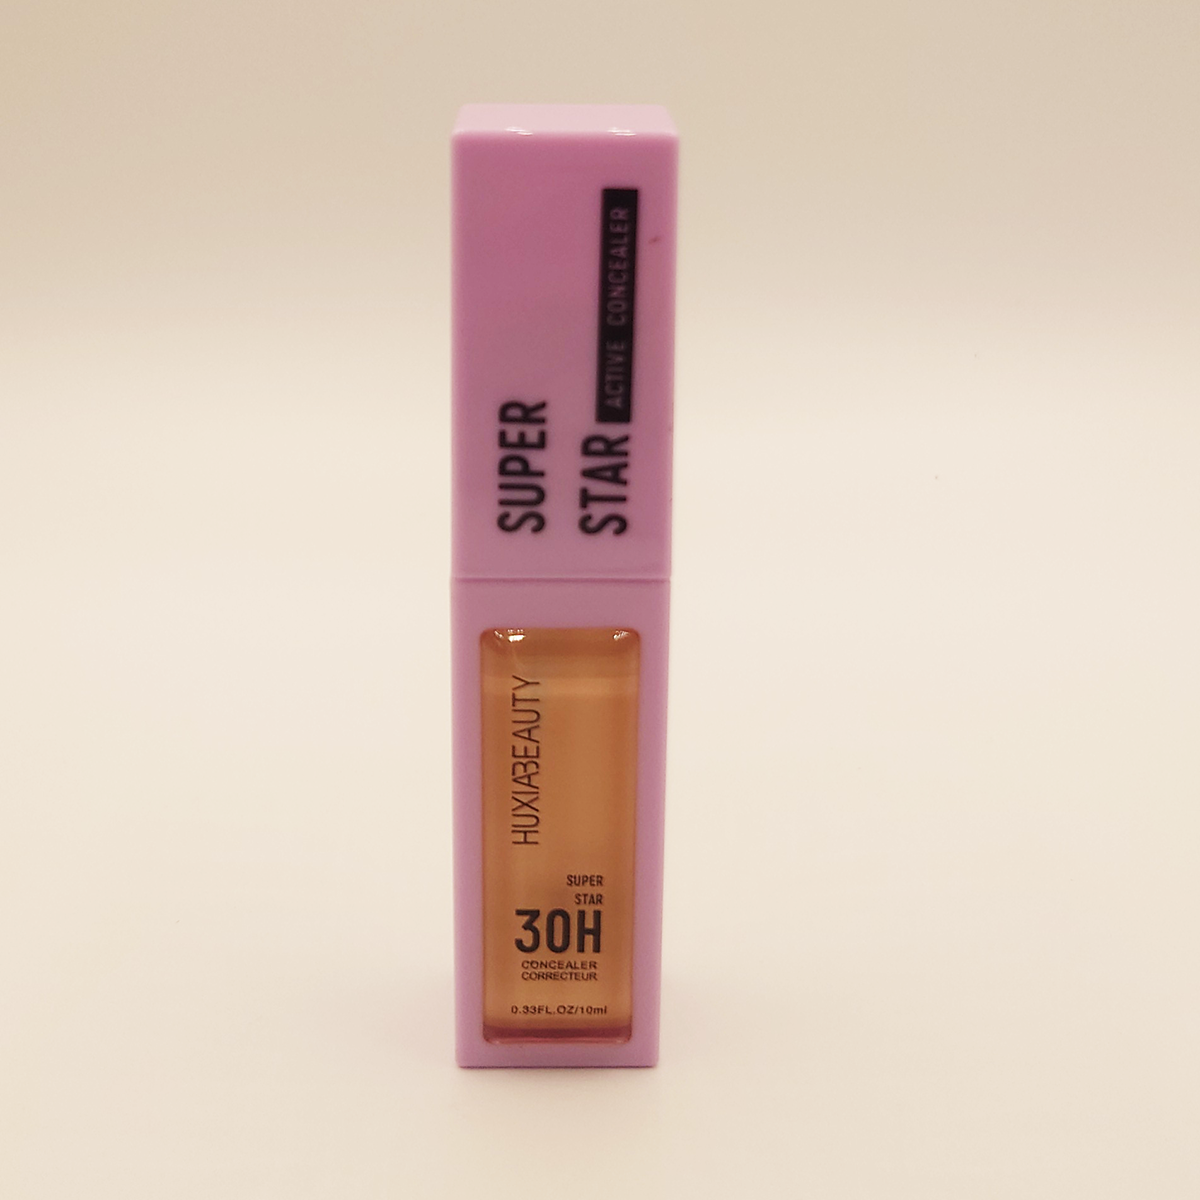 SUPER
STAR ACTIVE CONCEALER
HUXIABEAUTY
SUPER
STAR
30H
CONCEALER
CORRECTEUR
0.33FL.OZ/10ml